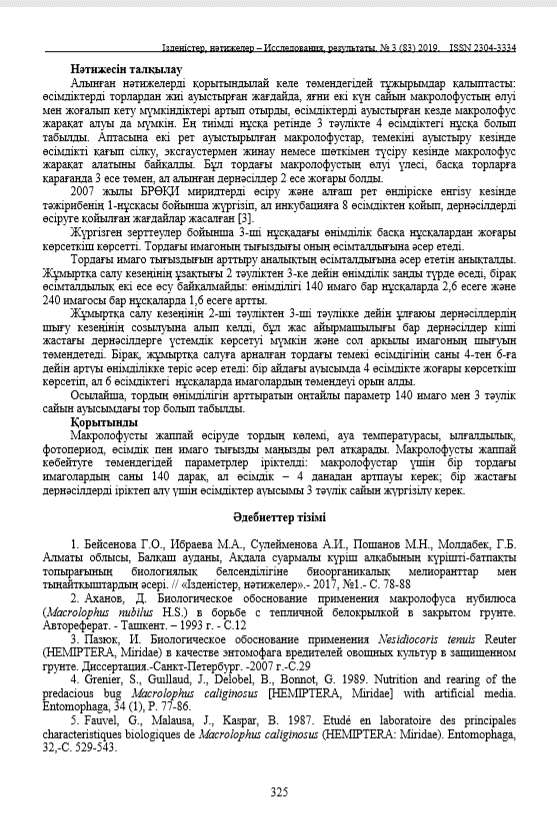 Ізденістер, нәтижелер – Исследования, результаты. № 3 (83) 2019. ISSN 2304-3334
Нәтижесін талқылау
Алынған нәтижелерді қорытындылай келе төмендегідей тұжырымдар қалыптасты:
өсімдіктерді торлардан жиі ауыстырған жағдайда, яғни екі күн сайын макролофустың өлуі
мен жоғалып кету мүмкіндіктері артып отырды, өсімдіктерді ауыстырған кезде макролофус
жарақат алуы да мүмкін. Ең тиімді нұсқа ретінде 3 тәулікте 4 өсімдіктегі нұсқа болып
табылды. Аптасына екі рет ауыстырылған макролофустар, темекіні ауыстыру кезінде
өсімдікті қағып сілку, эксгаустермен жинау немесе шөткімен түсіру кезінде макролофус
жарақат алатыны байқалды. Бұл тордағы макролофустың өлуі үлесі, басқа торларға
қарағанда 3 есе төмен, ал алынған дернәсілдер 2 есе жоғары болды.
2007 жылы БРӨҚИ миридтерді өсіру және алғаш рет өндіріске енгізу кезінде
тәжірибенің 1-нұсқасы бойынша жүргізіп, ал инкубацияға 8 өсімдіктен қойып, дернәсілдерді
өсіруге қойылған жағдайлар жасалған [3].
Жүргізген зерттеулер бойынша 3-ші нұсқадағы өнімділік басқа нұсқалардан жоғары
көрсеткіш көрсетті. Тордағы имагоның тығыздығы оның өсімталдығына әсер етеді.
Тордағы имаго тығыздығын арттыру аналықтың өсімталдығына әсер ететін анықталды.
Жұмыртқа салу кезеңінің ұзақтығы 2 тәуліктен 3-ке дейін өнімділік заңды түрде өседі, бірақ
өсімталдылық екі есе өсу байқалмайды: өнімділігі 140 имаго бар нұсқаларда 2,6 есеге және
240 имагосы бар нұсқаларда 1,6 есеге артты.
Жұмыртқа салу кезеңінің 2-ші тәуліктен 3-ші тәулікке дейін ұлғаюы дернәсілдердің
шығу кезеңінің созылуына алып келді, бұл жас айырмашылығы бар дернәсілдер кіші
жастағы дернәсілдерге үстемдік көрсетуі мүмкін және сол арқылы имагоның шығуын
төмендетеді. Бірақ, жұмыртқа салуға арналған тордағы темекі өсімдігінің саны 4-тен 6-ға
дейін артуы өнімділікке теріс әсер етеді: бір айдағы ауысымда 4 өсімдікте жоғары көрсеткіш
көрсетіп, ал 6 өсімдіктегі нұсқаларда имаголардың төмендеуі орын алды.
Осылайша, тордың өнімділігін арттыратын оңтайлы параметр 140 имаго мен 3 тәулік
сайын ауысымдағы тор болып табылады.
Қорытынды
Макролофусты жаппай өсіруде тордың көлемі, ауа температурасы, ылғалдылық,
фотопериод, өсімдік пен имаго тығызды маңызды рөл атқарады. Макролофусты жаппай
көбейтуге төмендегідей параметрлер іріктелді: макролофустар үшін бір тордағы
имаголардың саны 140 дарақ, ал өсімдік – 4 данадан артпауы керек; бір жастағы
дернәсілдерді іріктеп алу үшін өсімдіктер ауысымы 3 тәулік сайын жүргізілу керек.
Әдебиеттер тізімі
1. Бейсенова Г.О., Ибраева М.А., Сулейменова А.И., Пошанов М.Н., Молдабек, Г.Б.
Алматы облысы, Балқаш ауданы, Ақдала суармалы күріш алқабының күрішті-батпақты
топырағының биологиялық белсенділігіне биоорганикалық мелиоранттар мен
тыңайтқыштардың әсері. // «Ізденістер, нәтижелер».- 2017, №1.- С. 78-88
2. Аханов, Д. Биологическое обоснование применения макролофуса нубилюса
(Macrolophus nubilus H.S.) в борьбе с тепличной белокрылкой в закрытом грунте.
Автореферат. - Ташкент. – 1993 г. - С.12
3. Пазюк, И. Биологическое обоснование применения Nesidiocoris tenuis Reuter
(HEMIPTERA, Miridae) в качестве энтомофага вредителей овощных культур в защищенном
грунте. Диссертация.-Санкт-Петербург. -2007 г.-С.29
4. Grenier, S., Guillaud, J., Delobel, B., Bonnot, G. 1989. Nutrition and rearing of the
predacious bug Macrolophus caliginosus [HEMIPTERA, Miridae] with artificial media.
Entomophaga, 34 (1), P. 77-86.
5. Fauvel, G., Malausa, J., Kaspar, B. 1987. Etudé en laboratoire des principales
characteristiques biologiques de Macrolophus caliginosus (HEMIPTERA: Miridae). Entomophaga,
32,-C. 529-543.
325